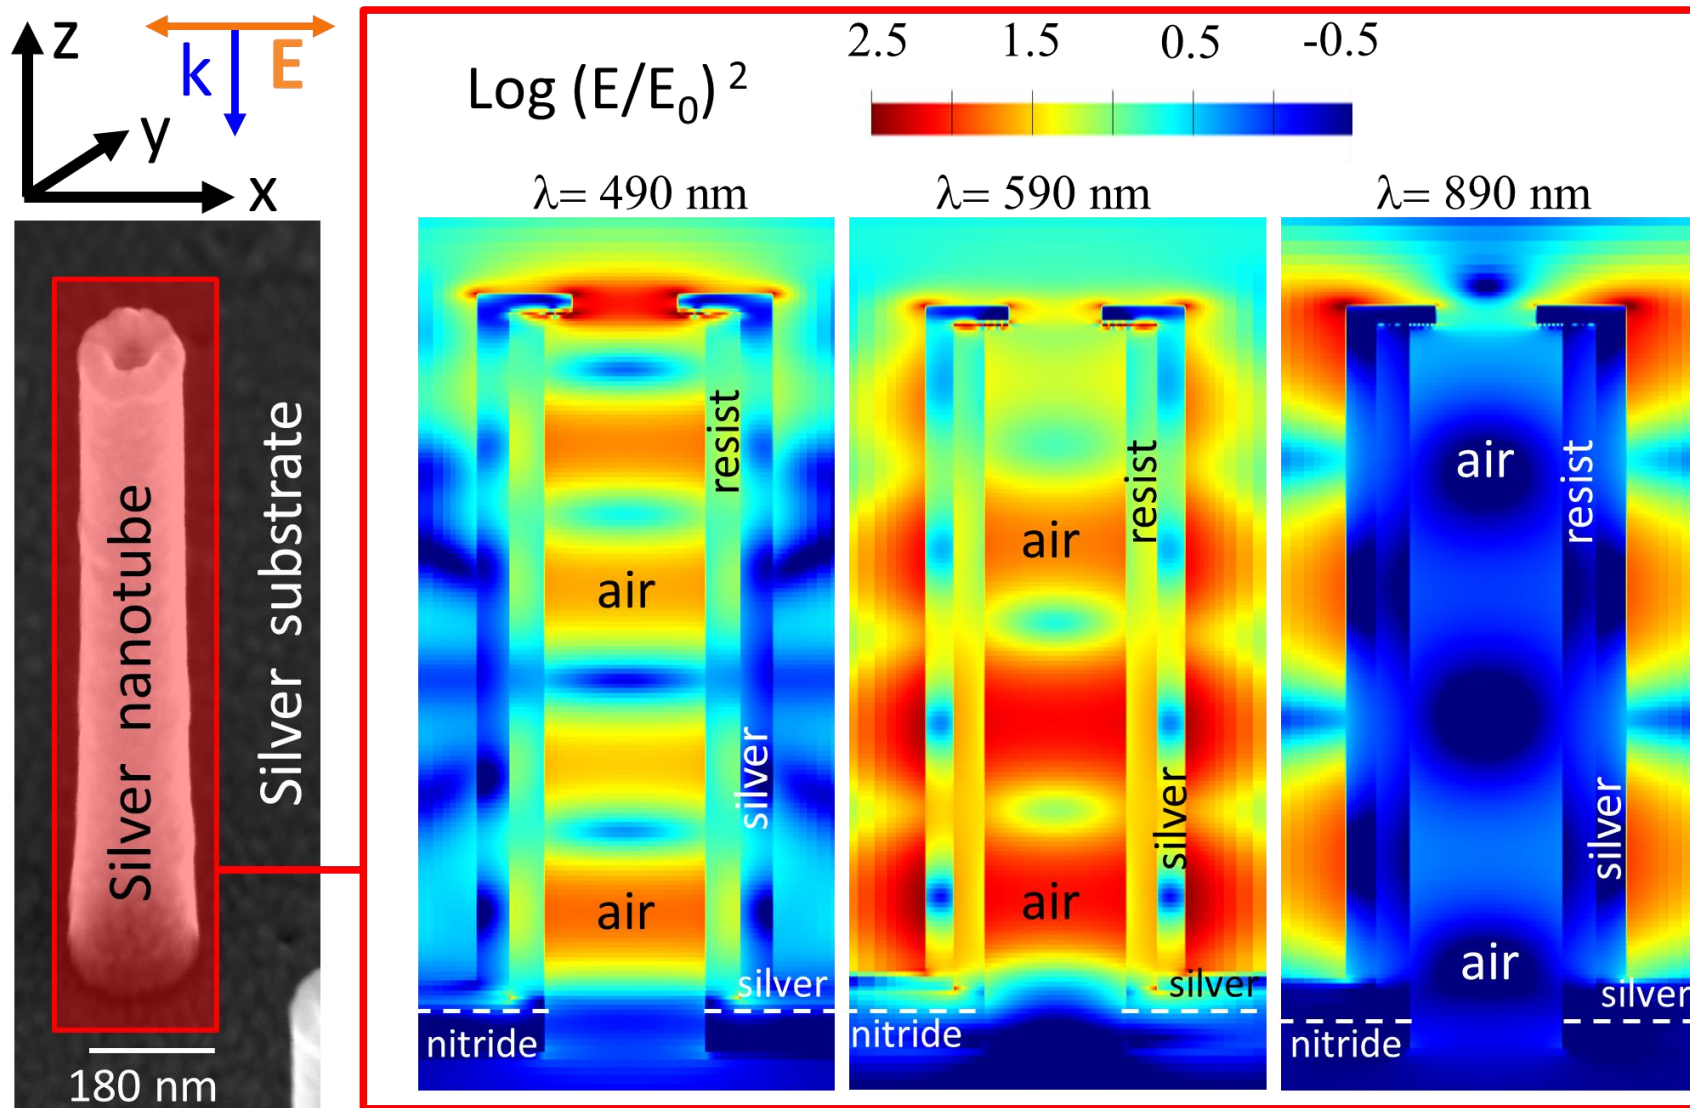 z
k E
y
x
Silver nanotube
Silver substrate
180 nm
Log (E/E₀)²
2.5 1.5 0.5 -0.5
λ= 490 nm
resist
air
silver
air
silver
nitride
λ= 590 nm
resist
air
silver
air
silver
nitride
λ= 890 nm
air
resist
silver
air
silver
nitride